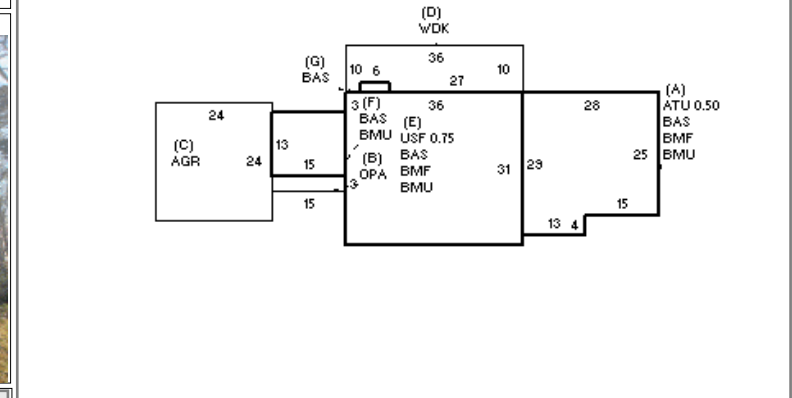 (D)
WDK
36
10 6
27
10
(G)
BAS
(A)
ATU 0.50
BAS
BMF
BMU
24
(C)
AGR
24
13
15
15
3 (F)
BAS
BMU
(B)
OPA
3
36
(E)
USF 0.75
BAS
BMF
BMU
31
29
28
25
15
13 4